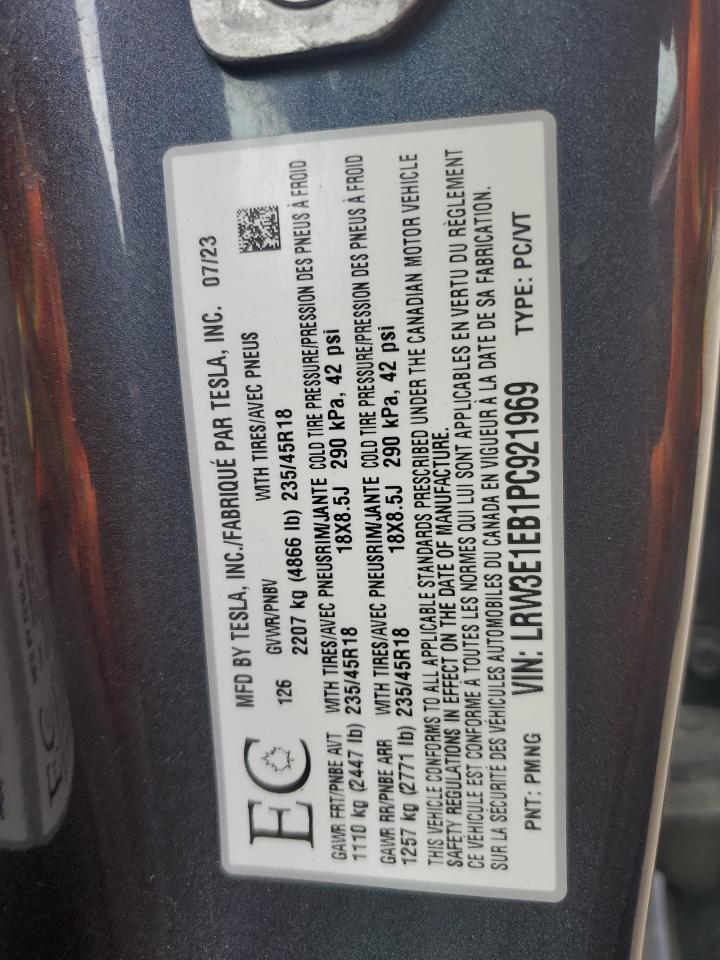 MFD BY TESLA, INC./FABRIQUÉ PAR TESLA, INC. 07/23
EC
126 GVWR/PNBV WITH TIRES/AVEC PNEUS
2207 kg (4866 lb) 235/45R18
GAWR FRT/PNBE AVT WITH TIRES/AVEC PNEUS RIM/JANTE COLD TIRE PRESSURE/PRESSION DES PNEUS À FROID
1110 kg (2447 lb) 235/45R18 18X8.5J 290 kPa, 42 psi
GAWR RR/PNBE ARR WITH TIRES/AVEC PNEUS RIM/JANTE COLD TIRE PRESSURE/PRESSION DES PNEUS À FROID
1257 kg (2771 lb) 235/45R18 18X8.5J 290 kPa, 42 psi
THIS VEHICLE CONFORMS TO ALL APPLICABLE STANDARDS PRESCRIBED UNDER THE CANADIAN MOTOR VEHICLE
SAFETY REGULATIONS IN EFFECT ON THE DATE OF MANUFACTURE.
CE VÉHICULE EST CONFORME À TOUTES LES NORMES QUI LUI SONT APPLICABLES EN VERTU DU RÈGLEMENT
SUR LA SÉCURITÉ DES VÉHICULES AUTOMOBILES DU CANADA EN VIGUEUR À LA DATE DE SA FABRICATION.
PNT: PMNG VIN: LRW3E1EB1PC921969 TYPE: PC/VT